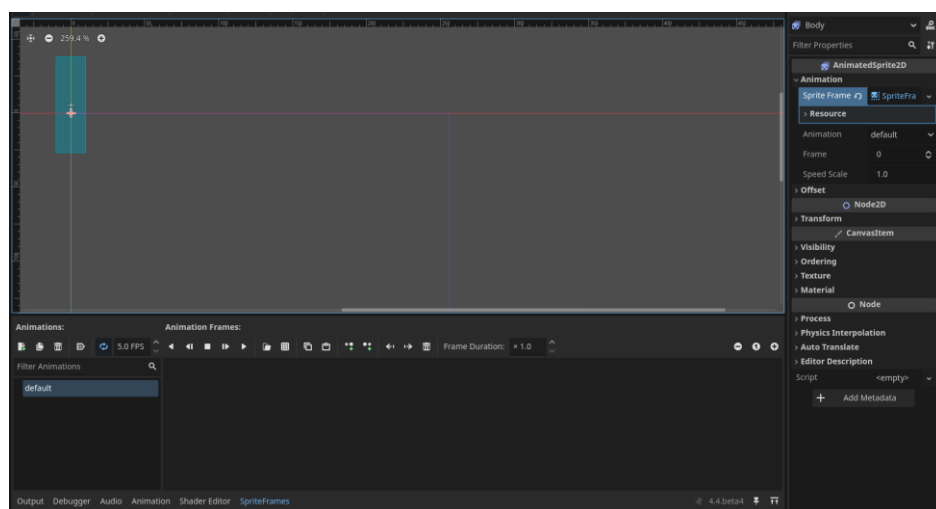 259.4 %
Body
Filter Properties
AnimatedSprite2D
Animation
Sprite Frame SpriteFra
Resource
Animation default
Frame 0
Speed Scale 1.0
Offset
Node2D
Transform
CanvasItem
Visibility
Ordering
Texture
Material
Node
Process
Physics Interpolation
Auto Translate
Editor Description
Script <empty>
Add Metadata
Animations: Animation Frames:
5.0 FPS Frame Duration: × 1.0
Filter Animations
default
Output Debugger Audio Animation Shader Editor SpriteFrames 4.4.beta4